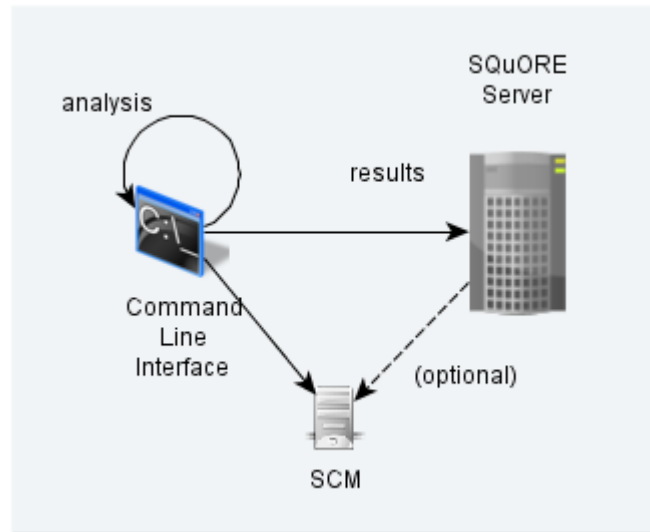 SQuORE
Server
analysis
results
C:\_
Command
Line
Interface
(optional)
SCM